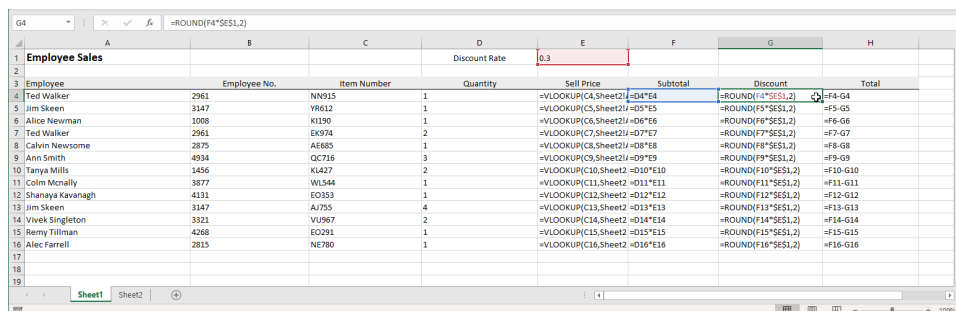 G4 fx =ROUND(F4*$E$1,2)
A B C D E F G H
1 Employee Sales Discount Rate 0.3
2
3 Employee Employee No. Item Number Quantity Sell Price Subtotal Discount Total
4 Ted Walker 2961 NN915 1 =VLOOKUP(C4,Sheet2!A =D4*E4 =ROUND(F4*$E$1,2) =F4-G4
5 Jim Skeen 3147 YR612 1 =VLOOKUP(C5,Sheet2!A =D5*E5 =ROUND(F5*$E$1,2) =F5-G5
6 Alice Newman 1008 KI190 1 =VLOOKUP(C6,Sheet2!A =D6*E6 =ROUND(F6*$E$1,2) =F6-G6
7 Ted Walker 2961 EK974 2 =VLOOKUP(C7,Sheet2!A =D7*E7 =ROUND(F7*$E$1,2) =F7-G7
8 Calvin Newsome 2875 AE685 1 =VLOOKUP(C8,Sheet2!A =D8*E8 =ROUND(F8*$E$1,2) =F8-G8
9 Ann Smith 4934 QC716 3 =VLOOKUP(C9,Sheet2!A =D9*E9 =ROUND(F9*$E$1,2) =F9-G9
10 Tanya Mills 1456 KL427 2 =VLOOKUP(C10,Sheet2 =D10*E10 =ROUND(F10*$E$1,2) =F10-G10
11 Colm Mcnally 3877 WL544 1 =VLOOKUP(C11,Sheet2 =D11*E11 =ROUND(F11*$E$1,2) =F11-G11
12 Shanaya Kavanagh 4131 EO353 1 =VLOOKUP(C12,Sheet2 =D12*E12 =ROUND(F12*$E$1,2) =F12-G12
13 Jim Skeen 3147 AJ755 4 =VLOOKUP(C13,Sheet2 =D13*E13 =ROUND(F13*$E$1,2) =F13-G13
14 Vivek Singleton 3321 VU967 2 =VLOOKUP(C14,Sheet2 =D14*E14 =ROUND(F14*$E$1,2) =F14-G14
15 Remy Tillman 4268 EO291 1 =VLOOKUP(C15,Sheet2 =D15*E15 =ROUND(F15*$E$1,2) =F15-G15
16 Alec Farrell 2815 NE780 1 =VLOOKUP(C16,Sheet2 =D16*E16 =ROUND(F16*$E$1,2) =F16-G16
17
18
19
Sheet1 Sheet2